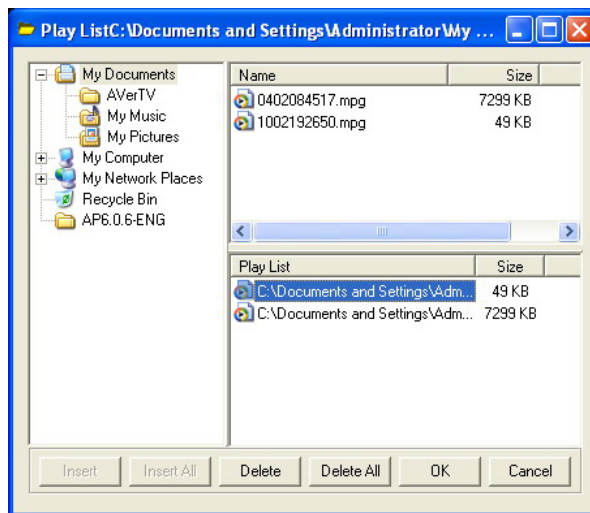 Play ListC:\Documents and Settings\Administrator\My ...
My Documents
AVerTV
My Music
My Pictures
My Computer
My Network Places
Recycle Bin
AP6.0.6-ENG
Name Size
0402084517.mpg 7299 KB
1002192650.mpg 49 KB
Play List Size
C:\Documents and Settings\Adm... 49 KB
C:\Documents and Settings\Adm... 7299 KB
Insert Insert All Delete Delete All OK Cancel